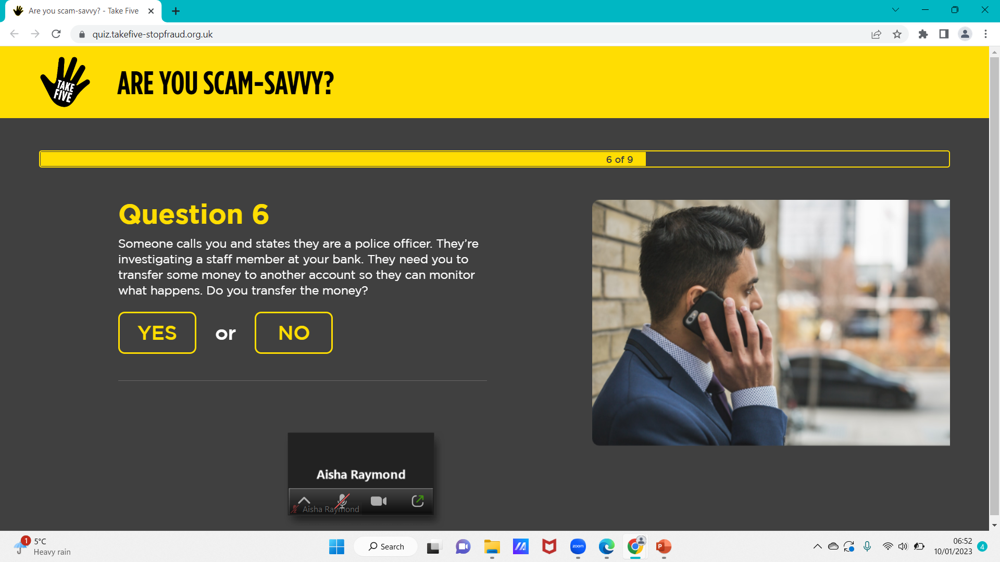 Are you scam-savvy? - Take Five
quiz.takefive-stopfraud.org.uk
TAKE
FIVE
ARE YOU SCAM-SAVVY?
6 of 9
Question 6
Someone calls you and states they are a police officer. They’re
investigating a staff member at your bank. They need you to
transfer some money to another account so they can monitor
what happens. Do you transfer the money?
YES or NO
Aisha Raymond
Aisha Raymond
1
5°C
Heavy rain
Search
zoom
P
06:52
10/01/2023
4